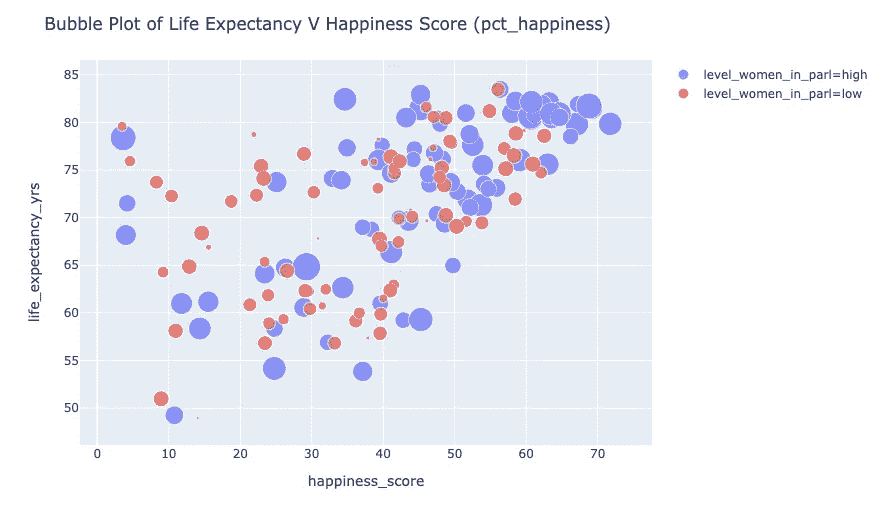 Bubble Plot of Life Expectancy V Happiness Score (pct_happiness)
level_women_in_parl=high
level_women_in_parl=low
life_expectancy_yrs
85
80
75
70
65
60
55
50
0 10 20 30 40 50 60 70
happiness_score